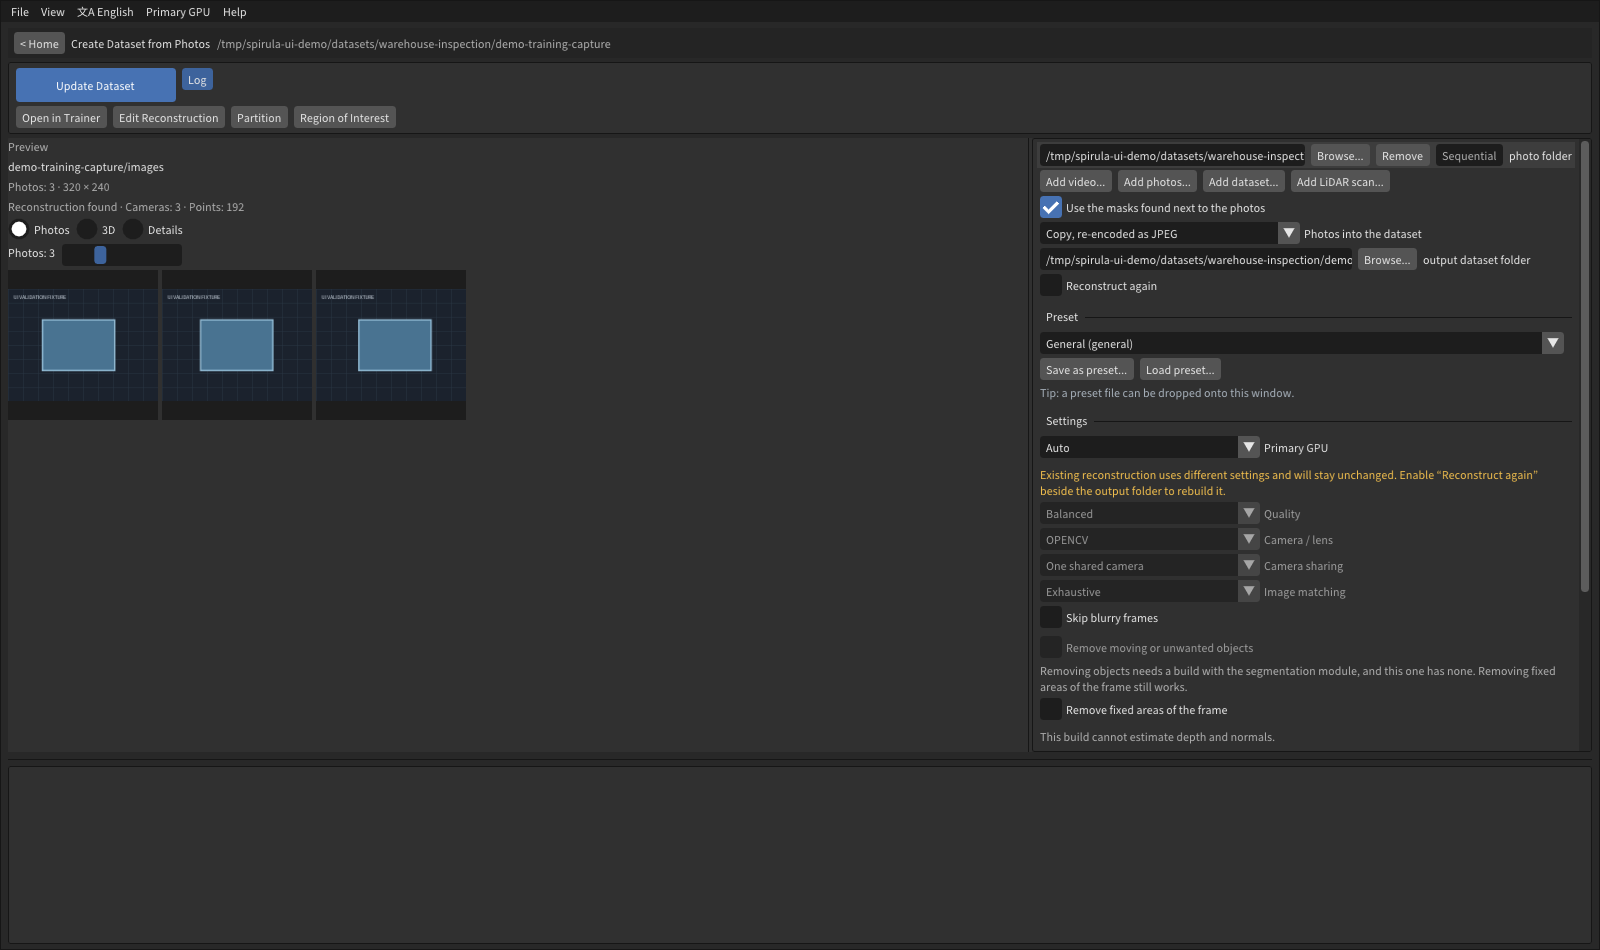 File View 文A English Primary GPU Help
< Home Create Dataset from Photos /tmp/spirula-ui-demo/datasets/warehouse-inspection/demo-training-capture
Update Dataset Log
Open in Trainer Edit Reconstruction Partition Region of Interest
Preview
demo-training-capture/images
Photos: 3 · 320 × 240
Reconstruction found · Cameras: 3 · Points: 192
Photos 3D Details
Photos: 3
UI VALIDATION FIXTURE UI VALIDATION FIXTURE UI VALIDATION FIXTURE
/tmp/spirula-ui-demo/datasets/warehouse-inspect Browse... Remove Sequential photo folder
Add video... Add photos... Add dataset... Add LiDAR scan...
Use the masks found next to the photos
Copy, re-encoded as JPEG Photos into the dataset
/tmp/spirula-ui-demo/datasets/warehouse-inspection/demo Browse... output dataset folder
Reconstruct again
Preset
General (general)
Save as preset... Load preset...
Tip: a preset file can be dropped onto this window.
Settings
Auto Primary GPU
Existing reconstruction uses different settings and will stay unchanged. Enable “Reconstruct again”
beside the output folder to rebuild it.
Balanced Quality
OPENCV Camera / lens
One shared camera Camera sharing
Exhaustive Image matching
Skip blurry frames
Remove moving or unwanted objects
Removing objects needs a build with the segmentation module, and this one has none. Removing fixed
areas of the frame still works.
Remove fixed areas of the frame
This build cannot estimate depth and normals.